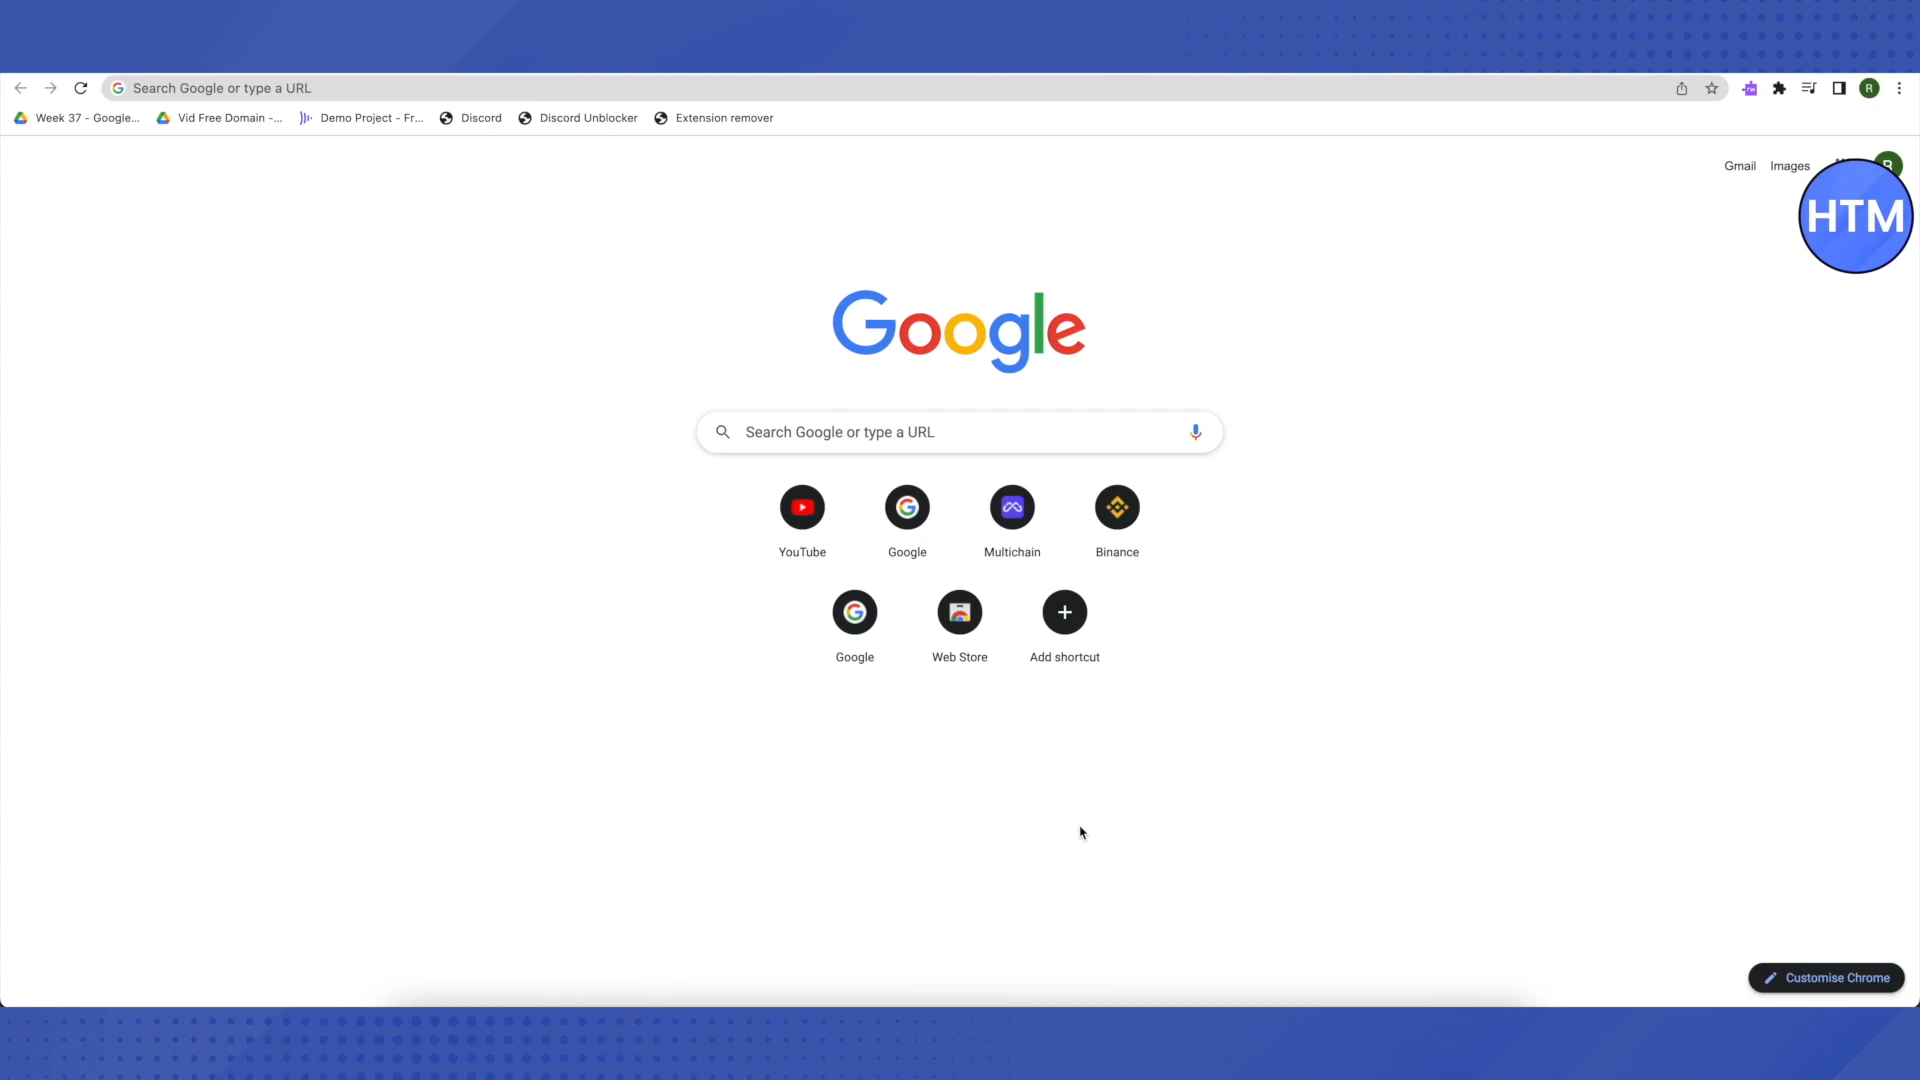 Search Google or type a URL
R
Week 37 - Google...
Vid Free Domain -...
Demo Project - Fr...
Discord
Discord Unblocker
Extension remover
Gmail
Images
R
HTM
Google
Search Google or type a URL
YouTube
Google
Multichain
Binance
Google
Web Store
Add shortcut
Customise Chrome